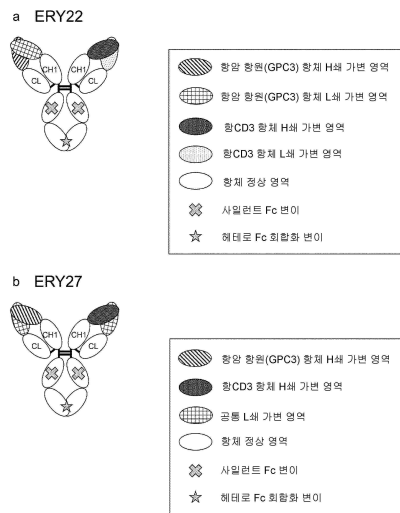 a ERY22
CH1 CH1
CL CL
항암 항원(GPC3) 항체 H쇄 가변 영역
항암 항원(GPC3) 항체 L쇄 가변 영역
항CD3 항체 H쇄 가변 영역
항CD3 항체 L쇄 가변 영역
항체 정상 영역
사일런트 Fc 변이
헤테로 Fc 회합화 변이
b ERY27
CH1 CH1
CL CL
항암 항원(GPC3) 항체 H쇄 가변 영역
항CD3 항체 H쇄 가변 영역
공통 L쇄 가변 영역
항체 정상 영역
사일런트 Fc 변이
헤테로 Fc 회합화 변이